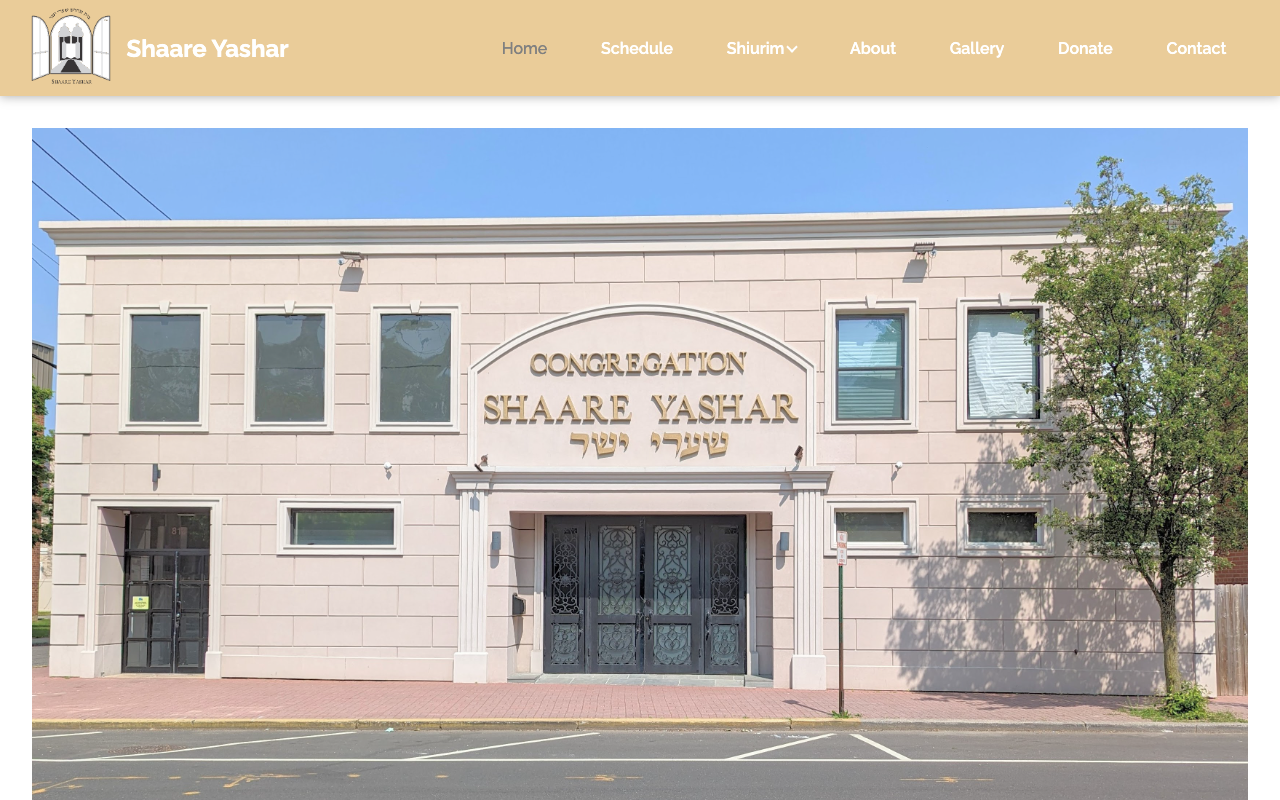 Shaare Yashar
SHAARE YASHAR
Home
Schedule
Shiurim
About
Gallery
Donate
Contact
CONGREGATION
SHAARE YASHAR
שערי ישר